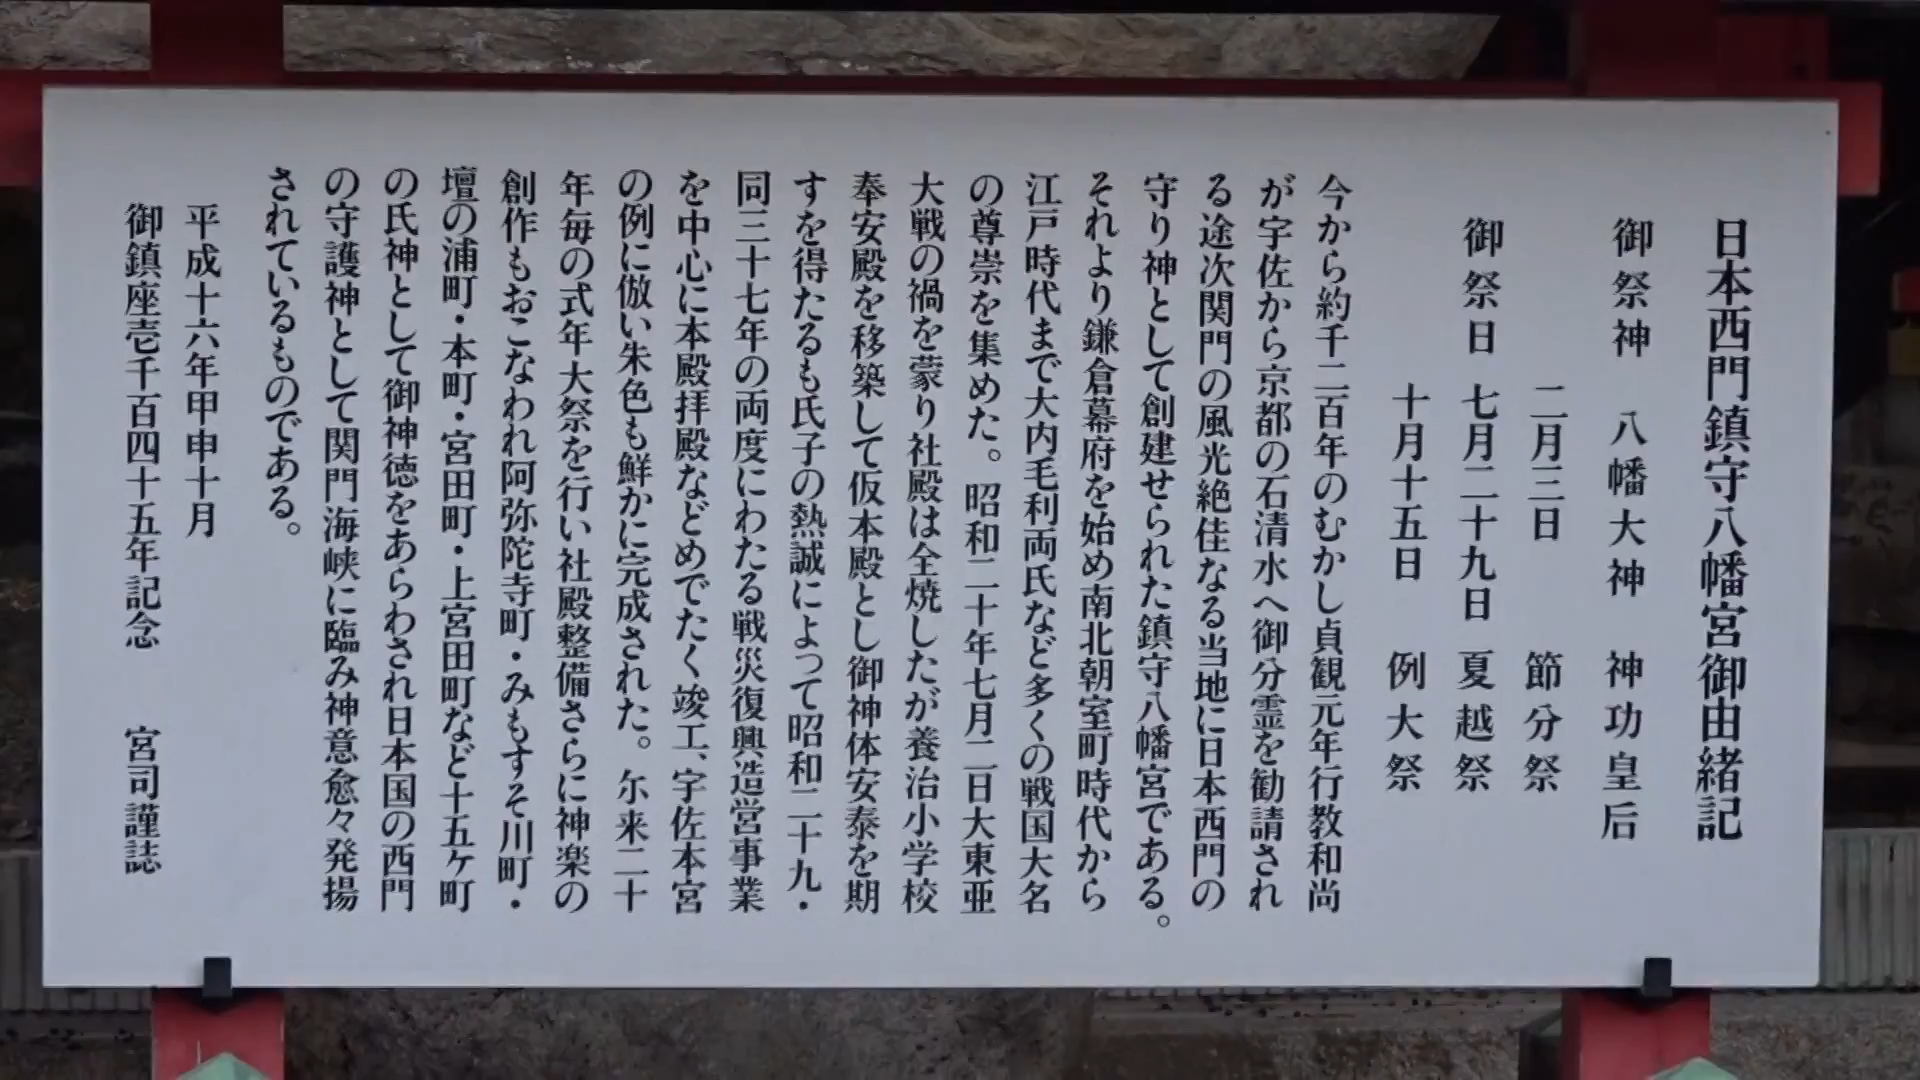 日本西門鎮守八幡宮御由緒記
御祭神 八幡大神 神功皇后
二月三日 節分祭
御祭日 七月二十九日 夏越祭
十月十五日 例大祭
今から約千二百年のむかし貞観元年行教和尚
が宇佐から京都の石清水へ御分霊を勧請され
る途次関門の風光絶佳なる当地に日本西門の
守り神として創建せられた鎮守八幡宮である。
それより鎌倉幕府を始め南北朝室町時代から
江戸時代まで大内毛利両氏など多くの戦国大名
の尊崇を集めた。昭和二十年七月二日大東亜
大戦の禍を蒙り社殿は全焼したが養治小学校
奉安殿を移築して仮本殿とし御神体安泰を期
すを得たるも氏子の熱誠によって昭和二十九・
同三十七年の両度にわたる戦災復興造営事業
を中心に本殿拝殿などめでたく竣工、宇佐本宮
の例に倣い朱色も鮮かに完成された。尓来二十
年毎の式年大祭を行い社殿整備さらに神楽の
創作もおこなわれ阿弥陀寺町・みもすそ川町・
壇の浦町・本町・宮田町・上宮田町など十五ヶ町
の氏神として御神徳をあらわされ日本国の西門
の守護神として関門海峡に臨み神意愈々発揚
されているものである。
平成十六年甲申十月
御鎮座壱千百四十五年記念 宮司謹誌